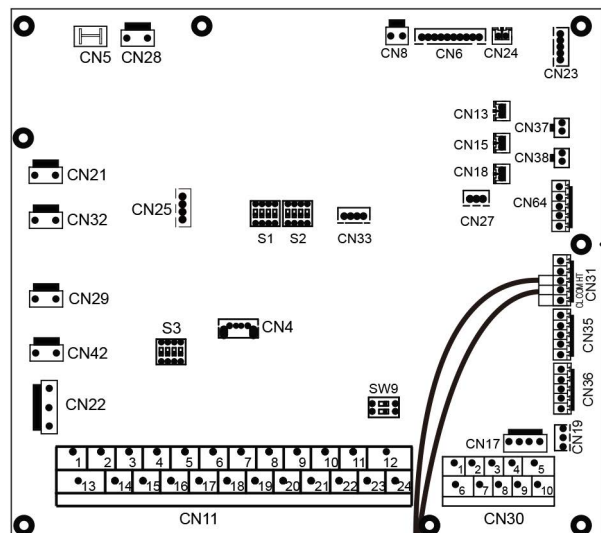 CN5
CN28
CN8
CN6
CN24
CN23
CN13
CN15
CN18
CN37
CN38
CN21
CN32
CN25
S1
S2
CN33
CN27
CN64
CL COM HT
CN31
CN29
CN42
CN22
S3
CN4
CN35
CN36
SW9
CN17
CN19
1 2 3 4 5 6 7 8 9 10 11 12
13 14 15 16 17 18 19 20 21 22 23 24
CN11
1 2 3 4 5
6 7 8 9 10
CN30